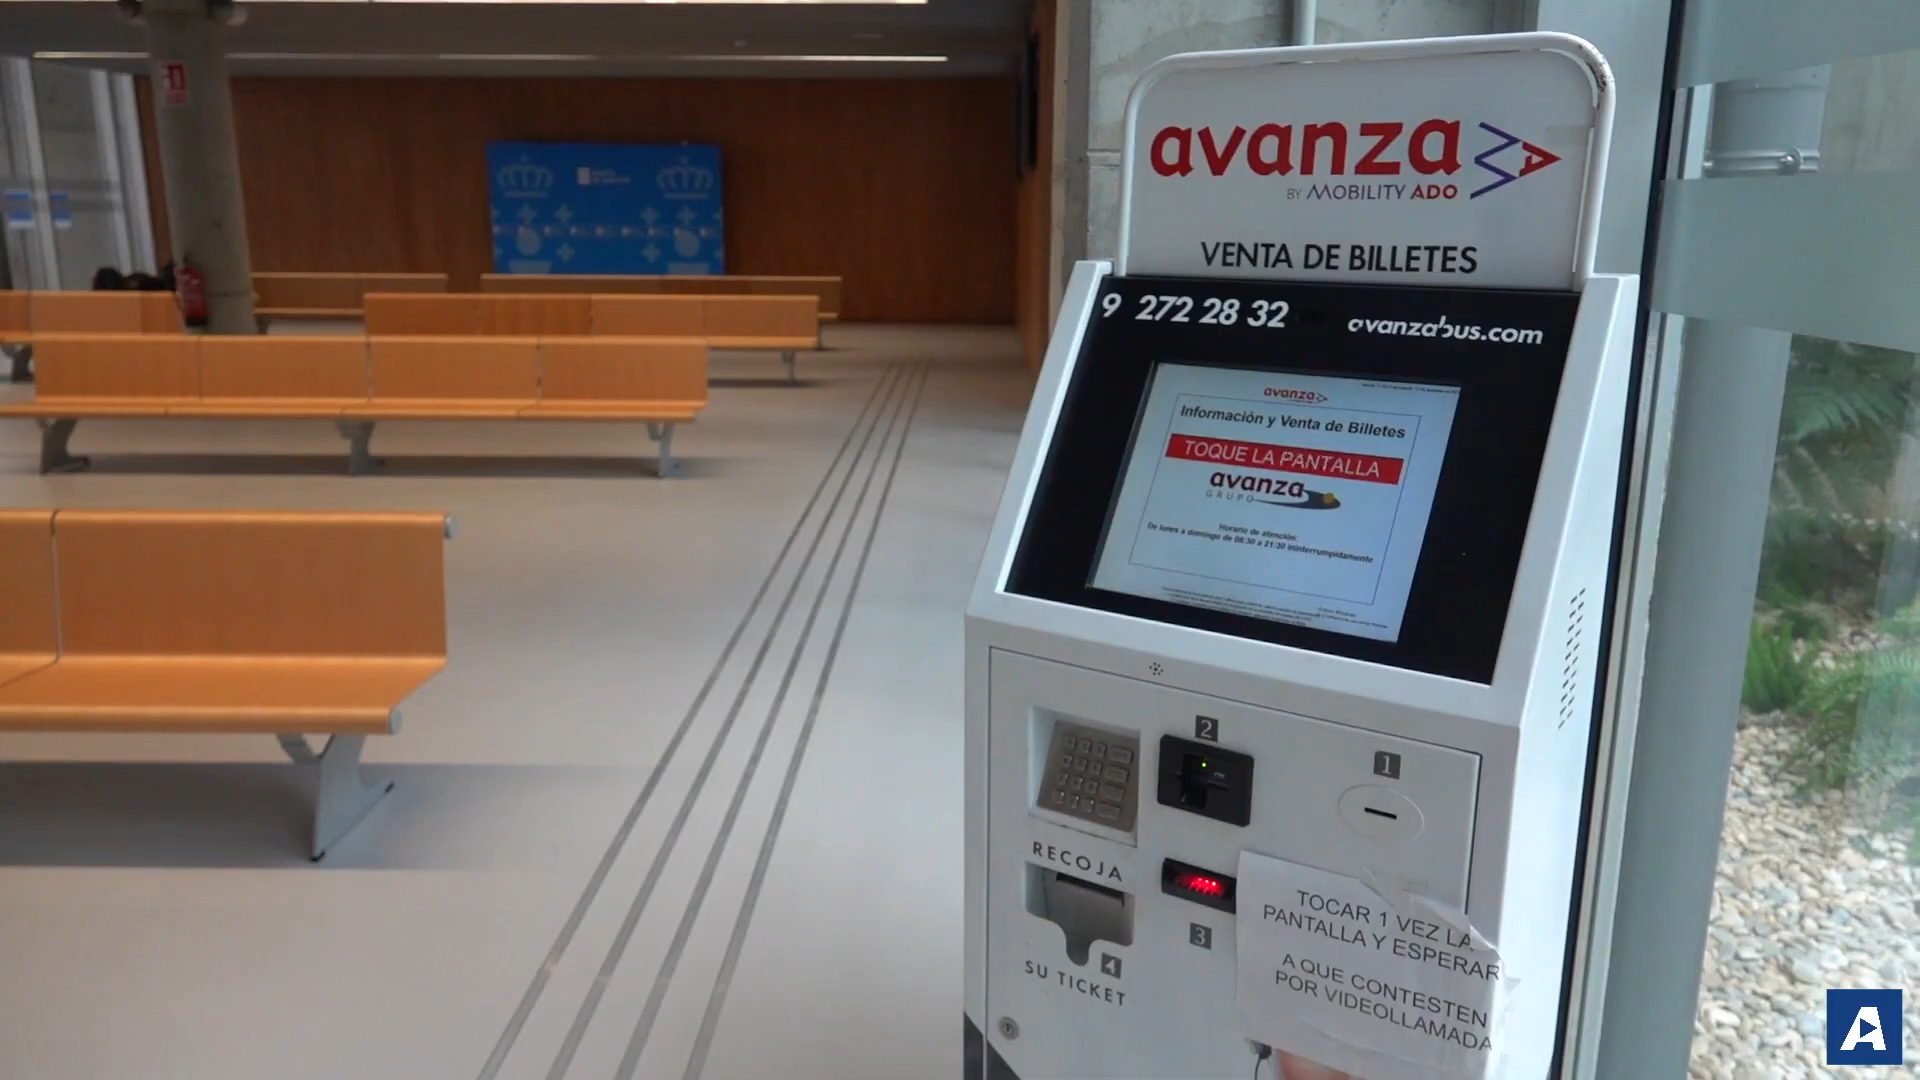 avanza
BY MOBILITY ADO
VENTA DE BILLETES
9 272 28 32
avanzabus.com
avanza
Información y Venta de Billetes
TOQUE LA PANTALLA
avanza
GRUPO
Horario de atención:
De lunes a domingo de 08:30 a 21:30 ininterrumpidamente
2
1
RECOJA
3
4
SU TICKET
TOCAR 1 VEZ LA
PANTALLA Y ESPERAR
A QUE CONTESTEN
POR VIDEOLLAMADA
A